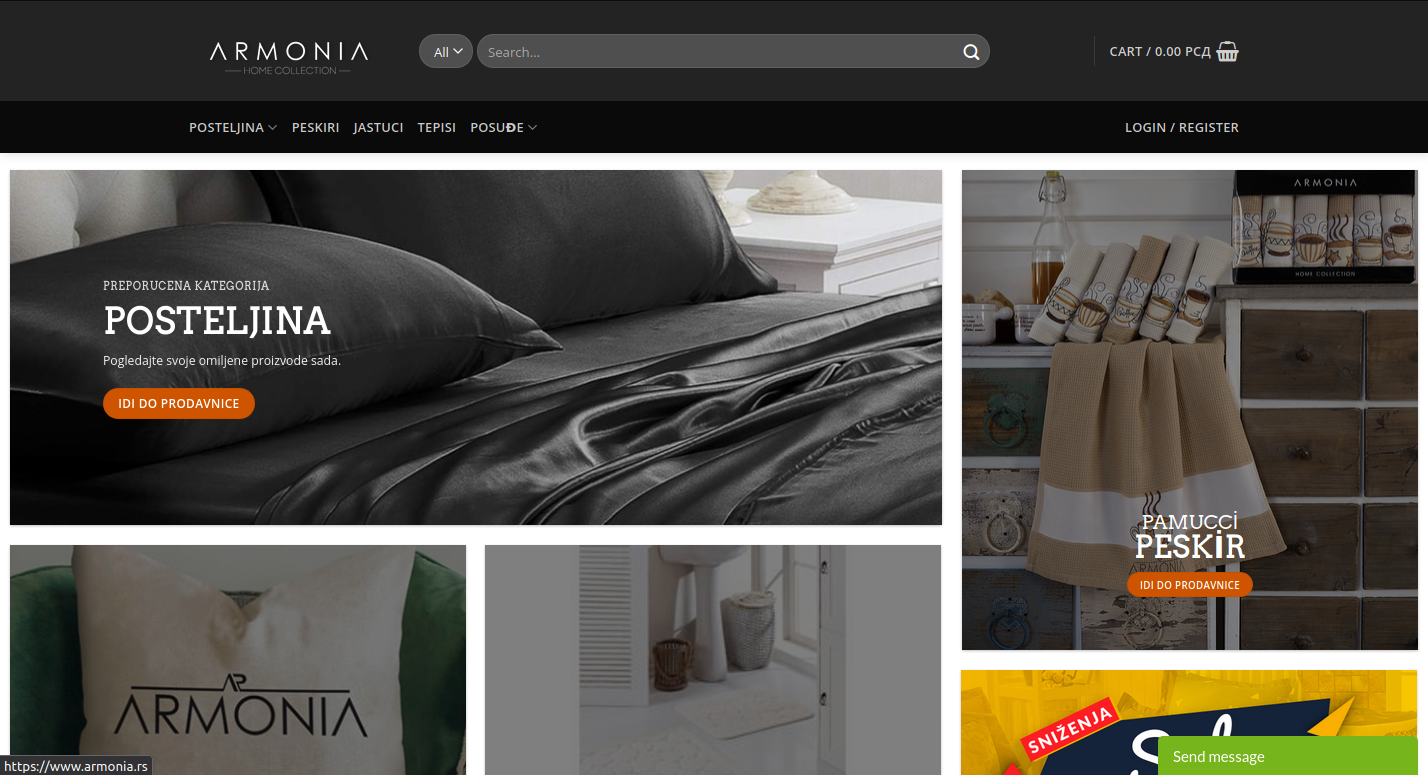 ARMONIA
HOME COLLECTION
All
Search...
CART / 0.00 РСД
POSTELJINA
PESKIRI
JASTUCI
TEPISI
POSUĐE
LOGIN / REGISTER
PREPORUCENA KATEGORIJA
POSTELJINA
Pogledajte svoje omiljene proizvode sada.
IDI DO PRODAVNICE
ARMONIA
HOME COLLECTION
PAMUCCİ
PESKİR
ARMONIA
IDI DO PRODAVNICE
ARMONIA
SNIŽENJA
Send message
https://www.armonia.rs